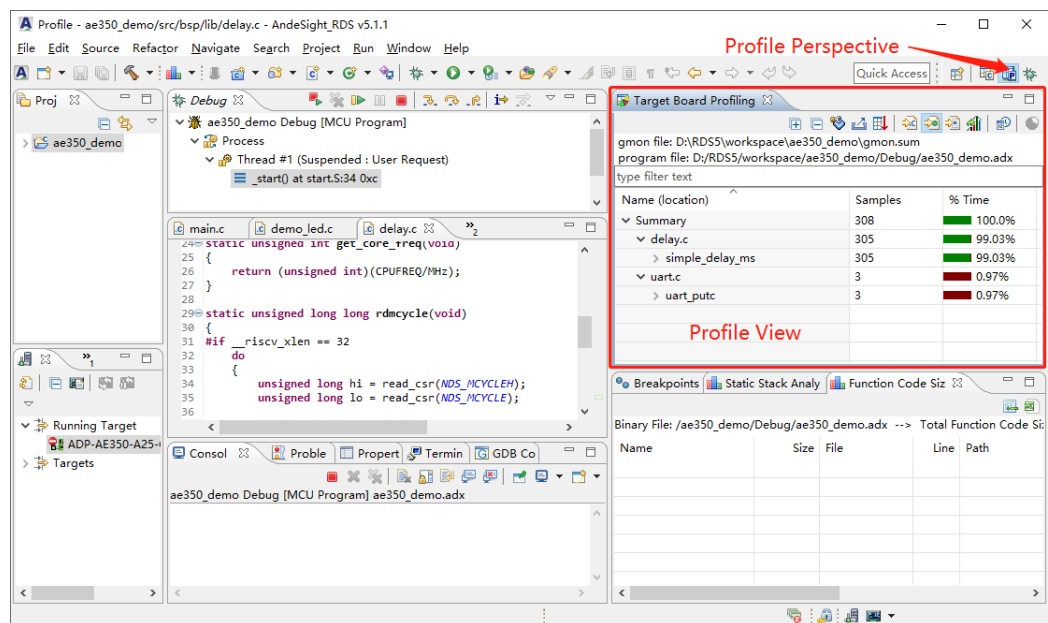 Profile - ae350_demo/src/bsp/lib/delay.c - AndeSight_RDS v5.1.1
File Edit Source Refactor Navigate Search Project Run Window Help
Profile Perspective
Quick Access
Proj
ae350_demo
Debug
ae350_demo Debug [MCU Program]
Process
Thread #1 (Suspended : User Request)
_start() at start.S:34 0xc
main.c demo_led.c delay.c »2
24 static unsigned int get_core_freq(void)
25 {
26 return (unsigned int)(CPUFREQ/MHz);
27 }
28
29 static unsigned long long rdmcycle(void)
30 {
31 #if __riscv_xlen == 32
32 do
33 {
34 unsigned long hi = read_csr(NDS_MCYCLEH);
35 unsigned long lo = read_csr(NDS_MCYCLE);
36
»1
Running Target
ADP-AE350-A25-
Targets
Consol Proble Propert Termin GDB Co
ae350_demo Debug [MCU Program] ae350_demo.adx
Target Board Profiling
gmon file: D:\RDS5\workspace\ae350_demo\gmon.sum
program file: D:/RDS5/workspace/ae350_demo/Debug/ae350_demo.adx
type filter text
Name (location) Samples % Time
Summary 308 100.0%
delay.c 305 99.03%
simple_delay_ms 305 99.03%
uart.c 3 0.97%
uart_putc 3 0.97%
Profile View
Breakpoints Static Stack Analy Function Code Siz
Binary File: /ae350_demo/Debug/ae350_demo.adx --> Total Function Code Si
Name Size File Line Path